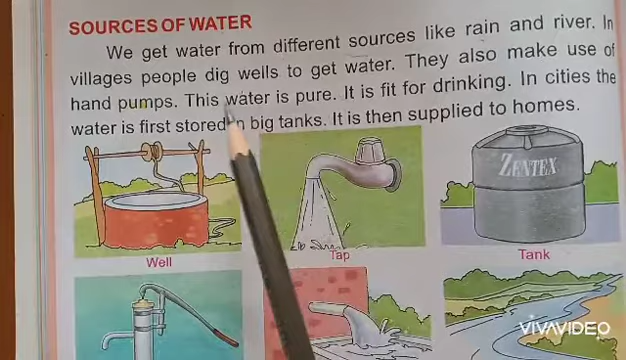 SOURCES OF WATER
We get water from different sources like rain and river. In
villages people dig wells to get water. They also make use of
hand pumps. This water is pure. It is fit for drinking. In cities the
water is first stored in big tanks. It is then supplied to homes.
ZENTEX
Well
Tap
Tank
VIVAVIDEO